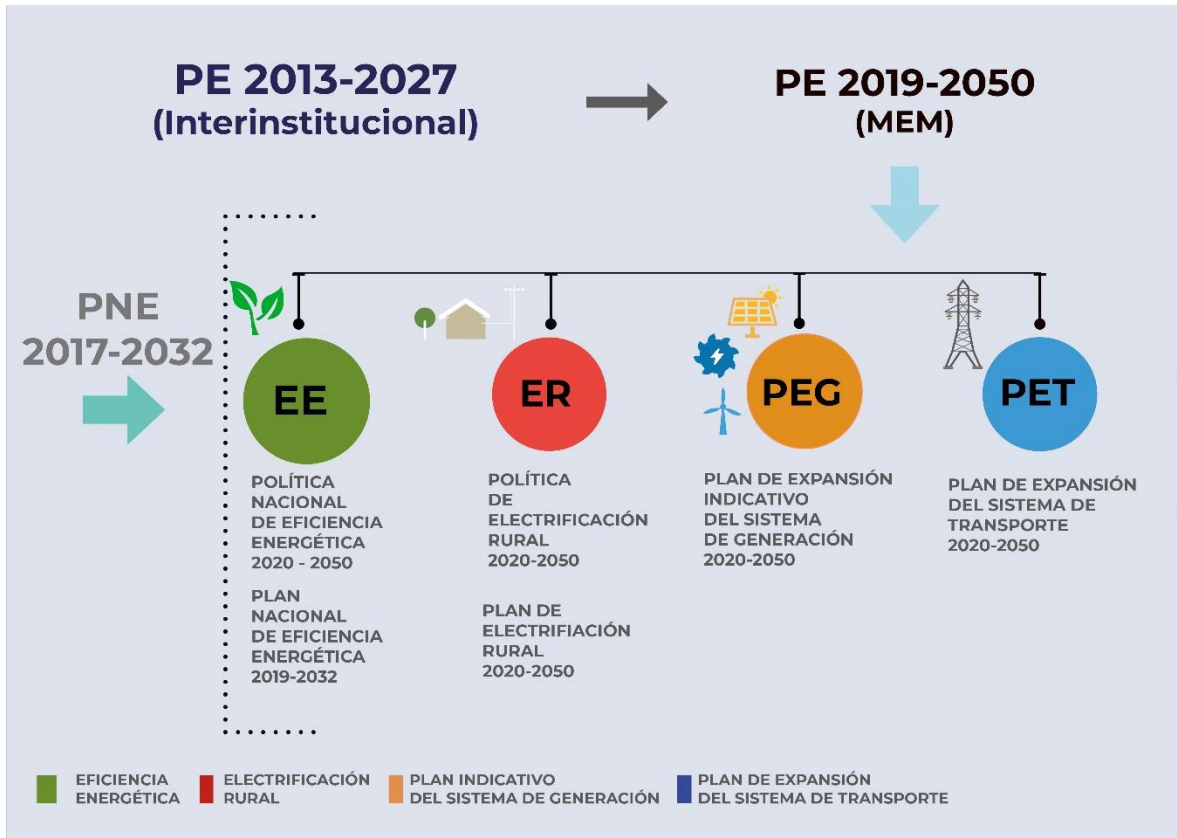 PE 2013-2027
(Interinstitucional)
PE 2019-2050
(MEM)
PNE
2017-2032
EE
POLÍTICA
NACIONAL
DE EFICIENCIA
ENERGÉTICA
2020 - 2050
PLAN
NACIONAL
DE EFICIENCIA
ENERGÉTICA
2019-2032
ER
POLÍTICA
DE
ELECTRIFICACIÓN
RURAL
2020-2050
PLAN DE
ELECTRIFIACIÓN
RURAL
2020-2050
PEG
PLAN DE EXPANSIÓN
INDICATIVO
DEL SISTEMA
DE GENERACIÓN
2020-2050
PET
PLAN DE EXPANSIÓN
DEL SISTEMA DE
TRANSPORTE
2020-2050
EFICIENCIA
ENERGÉTICA
ELECTRIFICACIÓN
RURAL
PLAN INDICATIVO
DEL SISTEMA DE GENERACIÓN
PLAN DE EXPANSIÓN
DEL SISTEMA DE TRANSPORTE